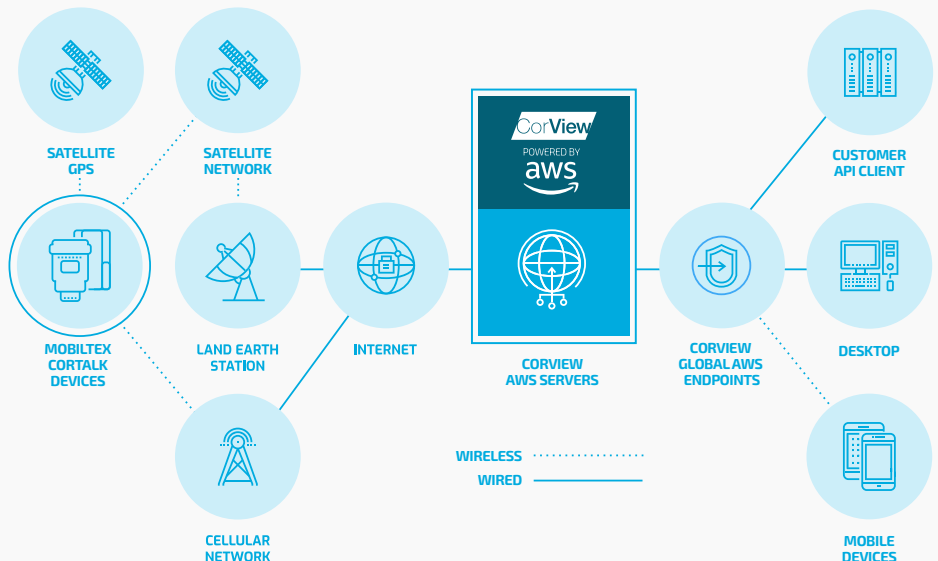 SATELLITE
GPS
SATELLITE
NETWORK
CorView
POWERED BY
aws
CUSTOMER
API CLIENT
MOBILTEX
CORTALK
DEVICES
LAND EARTH
STATION
INTERNET
CORVIEW
AWS SERVERS
CORVIEW
GLOBAL AWS
ENDPOINTS
DESKTOP
WIRELESS
WIRED
CELLULAR
NETWORK
MOBILE
DEVICES